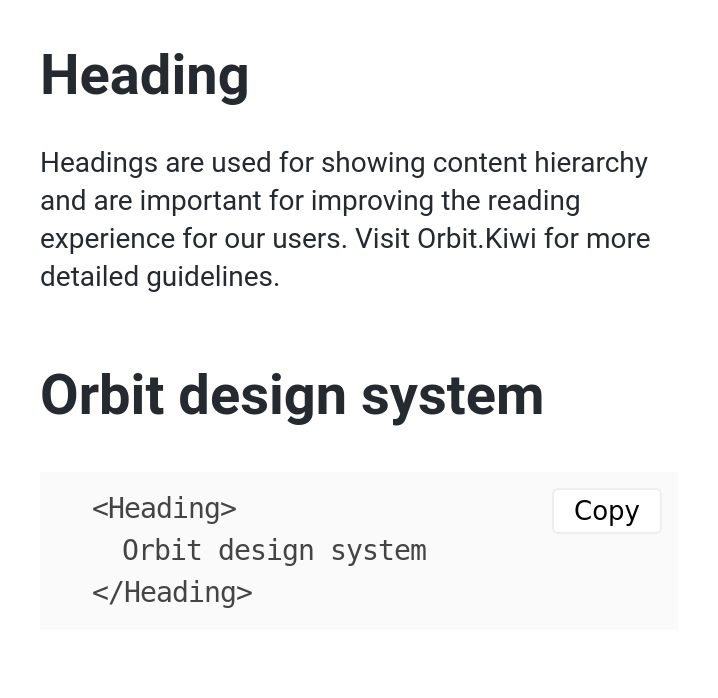 Heading
Headings are used for showing content hierarchy
and are important for improving the reading
experience for our users. Visit Orbit.Kiwi for more
detailed guidelines.
Orbit design system
<Heading>
Copy
Orbit design system
</Heading>